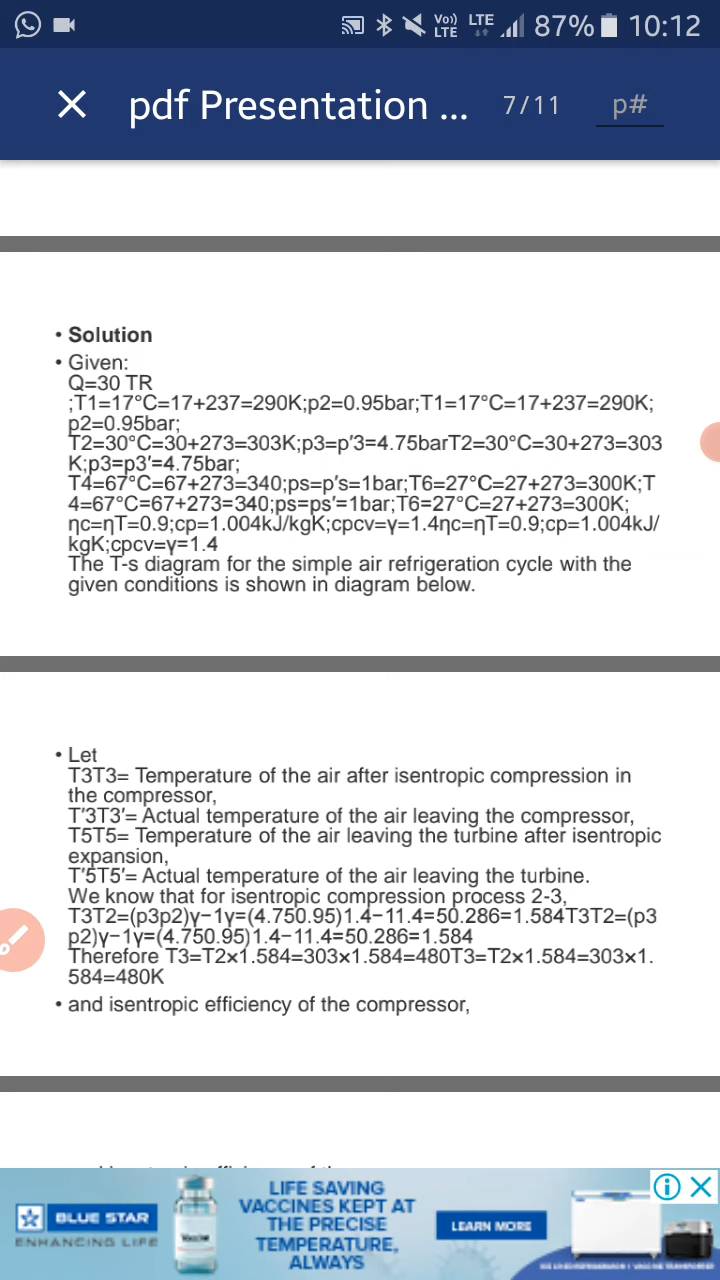 Vo)) LTE LTE 87% 10:12
pdf Presentation ... 7/11 p#
• Solution
• Given:
Q=30 TR
;T1=17°C=17+237=290K;p2=0.95bar;T1=17°C=17+237=290K;
p2=0.95bar;
T2=30°C=30+273=303K;p3=p′3=4.75barT2=30°C=30+273=303
K;p3=p3′=4.75bar;
T4=67°C=67+273=340;ps=p′s=1bar;T6=27°C=27+273=300K;T
4=67°C=67+273=340;ps=ps′=1bar;T6=27°C=27+273=300K;
ηc=ηT=0.9;cp=1.004kJ/kgK;cpcv=γ=1.4ηc=ηT=0.9;cp=1.004kJ/
kgK;cpcv=γ=1.4
The T-s diagram for the simple air refrigeration cycle with the
given conditions is shown in diagram below.
• Let
T3T3= Temperature of the air after isentropic compression in
the compressor,
T′3T3′= Actual temperature of the air leaving the compressor,
T5T5= Temperature of the air leaving the turbine after isentropic
expansion,
T′5T5′= Actual temperature of the air leaving the turbine.
We know that for isentropic compression process 2-3,
T3T2=(p3p2)γ−1γ=(4.750.95)1.4−11.4=50.286=1.584T3T2=(p3
p2)γ−1γ=(4.750.95)1.4−11.4=50.286=1.584
Therefore T3=T2×1.584=303×1.584=480T3=T2×1.584=303×1.
584=480K
• and isentropic efficiency of the compressor,
BLUE STAR
ENHANCING LIFE
LIFE SAVING
VACCINES KEPT AT
THE PRECISE
TEMPERATURE,
ALWAYS
LEARN MORE